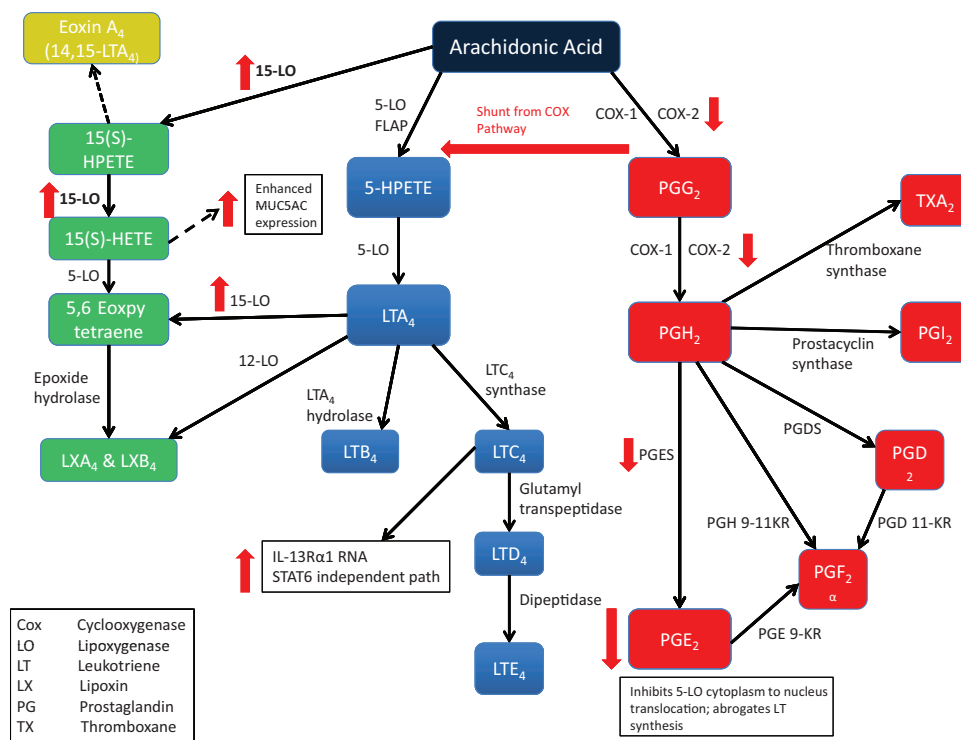 Eoxin A4
(14,15-LTA4)
Arachidonic Acid
15-LO
5-LO
FLAP
Shunt from COX
Pathway
COX-1
COX-2
15(S)-
HPETE
5-HPETE
PGG2
TXA2
15-LO
Enhanced
MUC5AC
expression
15(S)-HETE
5-LO
COX-1
COX-2
Thromboxane
synthase
5-LO
15-LO
5,6 Eoxpy
tetraene
LTA4
PGH2
Prostacyclin
synthase
PGI2
Epoxide
hydrolase
12-LO
LTA4
hydrolase
LTC4
synthase
PGDS
LXA4 & LXB4
LTB4
LTC4
PGES
PGD
2
Glutamyl
transpeptidase
PGH 9-11KR
PGD 11-KR
IL-13Rα1 RNA
STAT6 independent path
LTD4
PGF2
α
Dipeptidase
PGE 9-KR
LTE4
PGE2
Inhibits 5-LO cytoplasm to nucleus
translocation; abrogates LT
synthesis
Cox Cyclooxygenase
LO Lipoxygenase
LT Leukotriene
LX Lipoxin
PG Prostaglandin
TX Thromboxane